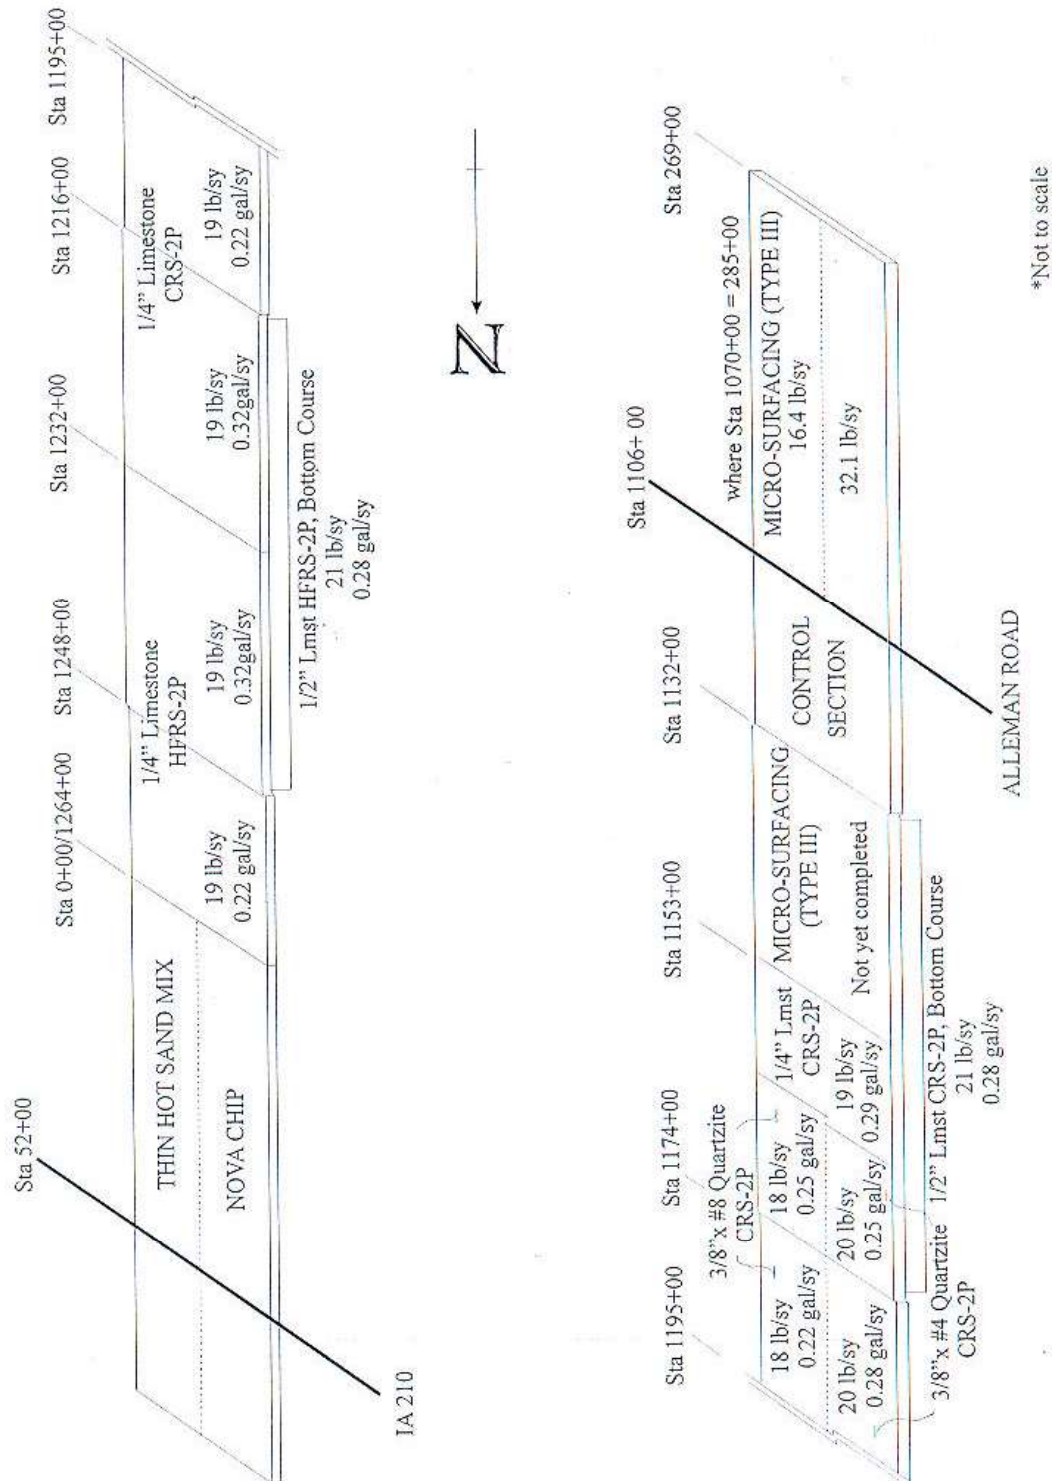 Sta 52+00
Sta 0+00/1264+00
Sta 1248+00
Sta 1232+00
Sta 1216+00
Sta 1195+00
THIN HOT SAND MIX
NOVA CHIP
IA 210
1/4” Limestone
HFRS-2P
1/4” Limestone
CRS-2P
19 lb/sy
0.22 gal/sy
19 lb/sy
0.32gal/sy
19 lb/sy
0.32gal/sy
19 lb/sy
0.22 gal/sy
1/2” Lmst HFRS-2P, Bottom Course
21 lb/sy
0.28 gal/sy
N
Sta 1195+00
Sta 1174+00
Sta 1153+00
Sta 1132+00
Sta 1106+ 00
Sta 269+00
3/8”x #8 Quartzite
CRS-2P
where Sta 1070+00 = 285+00
18 lb/sy
0.22 gal/sy
18 lb/sy
0.25 gal/sy
1/4” Lmst
CRS-2P
MICRO-SURFACING
(TYPE III)
CONTROL
SECTION
MICRO-SURFACING (TYPE III)
16.4 lb/sy
20 lb/sy
0.28 gal/sy
20 lb/sy
0.25 gal/sy
19 lb/sy
0.29 gal/sy
Not yet completed
32.1 lb/sy
3/8”x #4 Quartzite
CRS-2P
1/2” Lmst CRS-2P, Bottom Course
21 lb/sy
0.28 gal/sy
ALLEMAN ROAD
*Not to scale